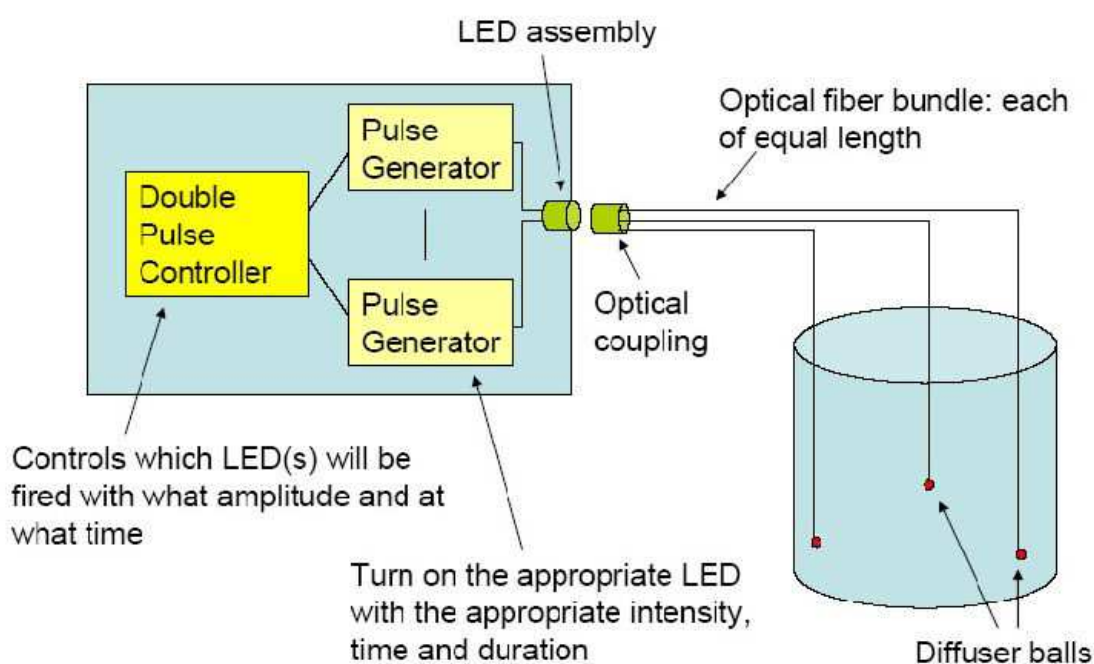 LED assembly
Optical fiber bundle: each
of equal length
Pulse
Generator
Double
Pulse
Controller
Pulse
Generator
Optical
coupling
Controls which LED(s) will be
fired with what amplitude and at
what time
Turn on the appropriate LED
with the appropriate intensity,
time and duration
Diffuser balls